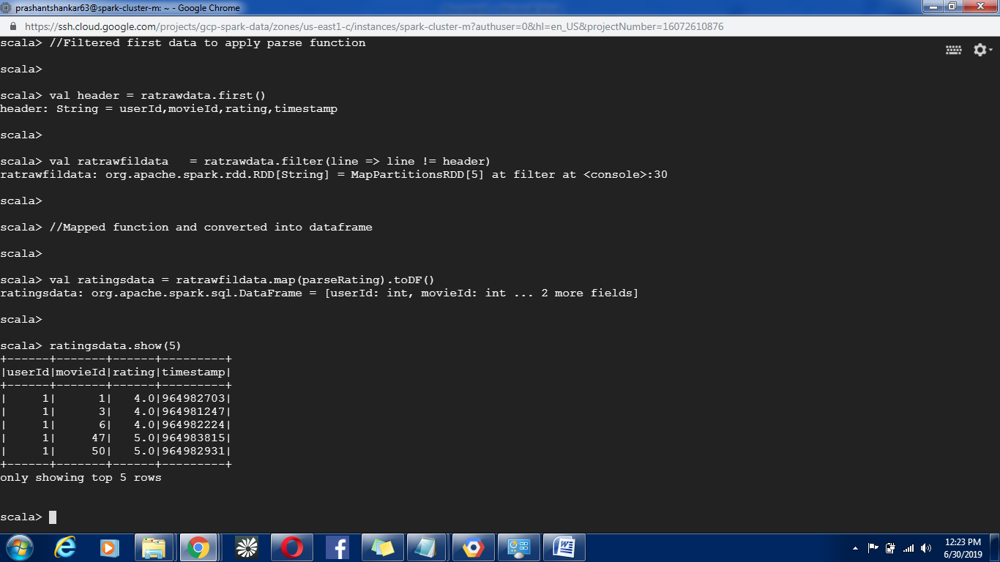 prashantshankar63@spark-cluster-m: ~ - Google Chrome
https://ssh.cloud.google.com/projects/gcp-spark-data/zones/us-east1-c/instances/spark-cluster-m?authuser=0&hl=en_US&projectNumber=16072610876
scala> //Filtered first data to apply parse function
scala>
scala> val header = ratrawdata.first()
header: String = userId,movieId,rating,timestamp
scala>
scala> val ratrawfildata   = ratrawdata.filter(line => line != header)
ratrawfildata: org.apache.spark.rdd.RDD[String] = MapPartitionsRDD[5] at filter at <console>:30
scala>
scala> //Mapped function and converted into dataframe
scala>
scala> val ratingsdata = ratrawfildata.map(parseRating).toDF()
ratingsdata: org.apache.spark.sql.DataFrame = [userId: int, movieId: int ... 2 more fields]
scala>
scala> ratingsdata.show(5)
+------+-------+------+---------+
|userId|movieId|rating|timestamp|
+------+-------+------+---------+
|     1|      1|   4.0|964982703|
|     1|      3|   4.0|964981247|
|     1|      6|   4.0|964982224|
|     1|     47|   5.0|964983815|
|     1|     50|   5.0|964982931|
+------+-------+------+---------+
only showing top 5 rows
scala>
12:23 PM
6/30/2019